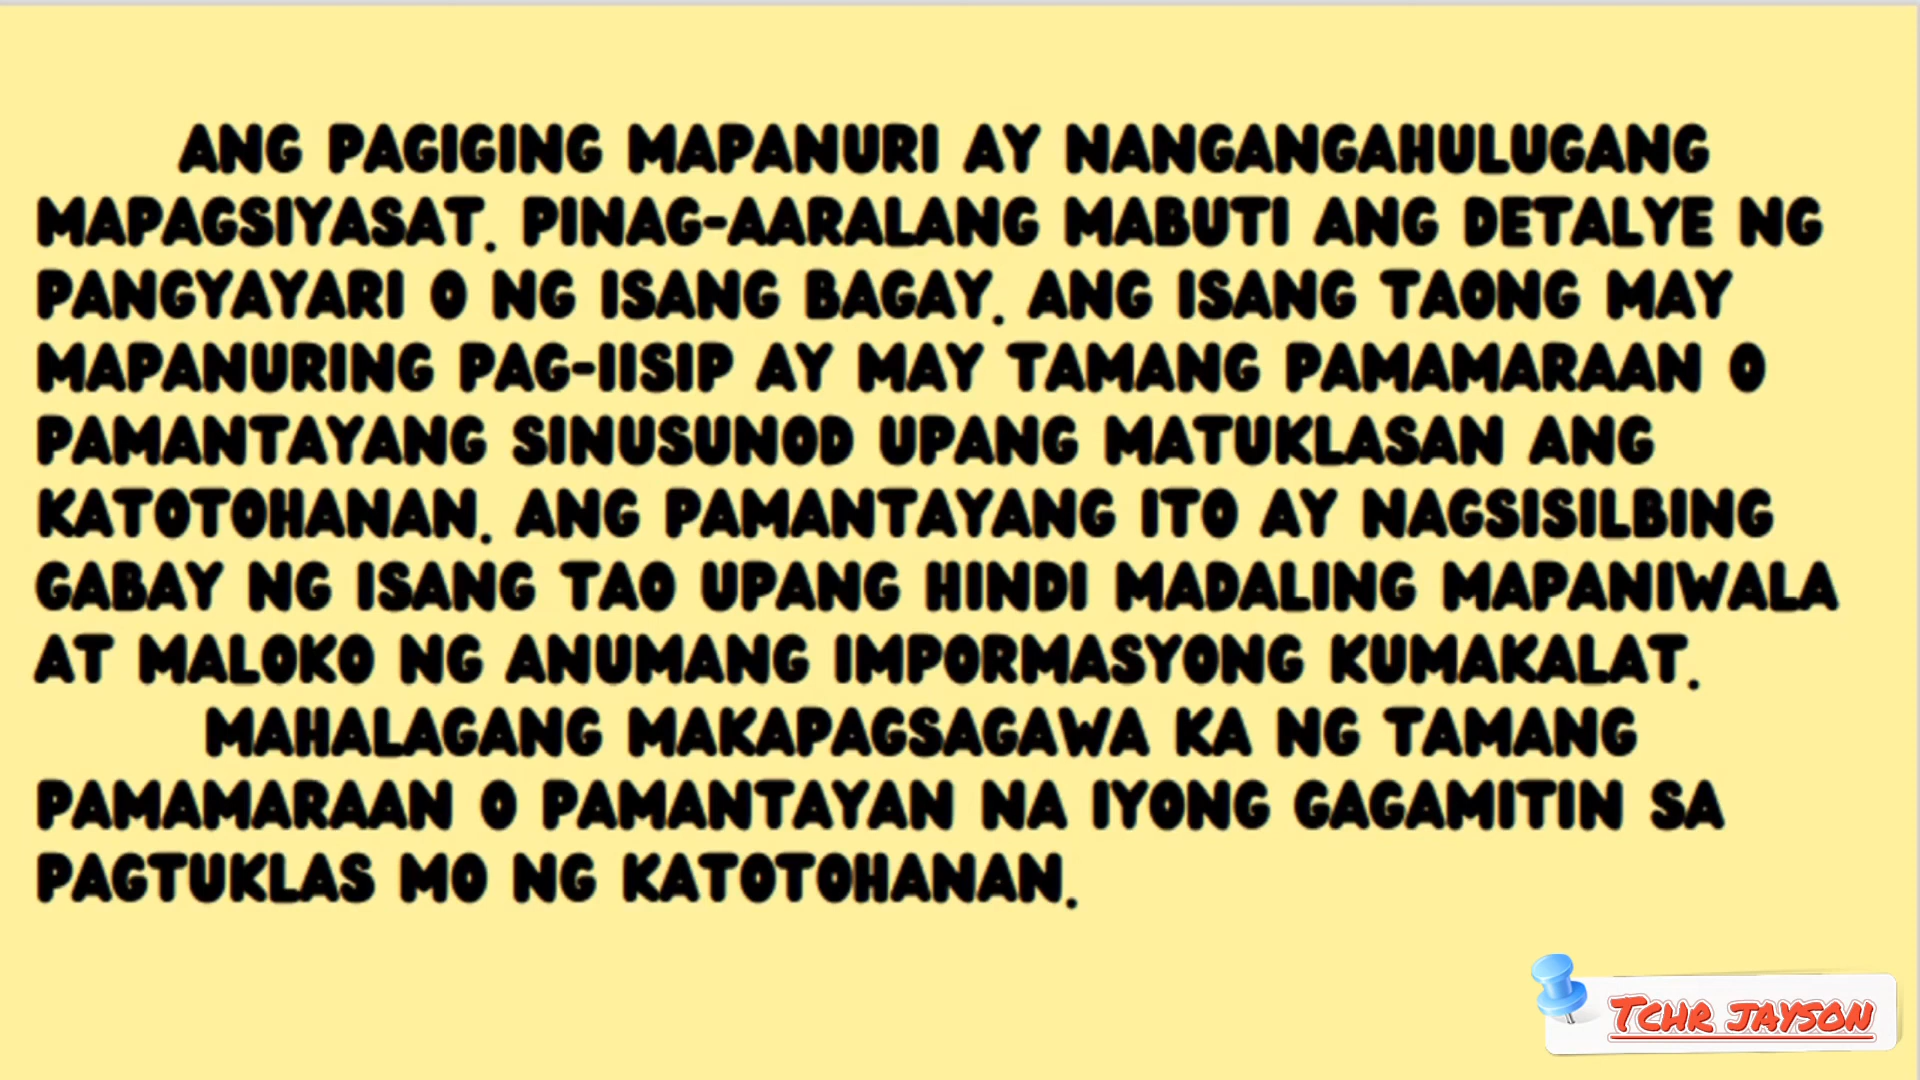 ANG PAGIGING MAPANURI AY NANGANGAHULUGANG
MAPAGSIYASAT. PINAG-AARALANG MABUTI ANG DETALYE NG
PANGYAYARI O NG ISANG BAGAY. ANG ISANG TAONG MAY
MAPANURING PAG-IISIP AY MAY TAMANG PAMAMARAAN O
PAMANTAYANG SINUSUNOD UPANG MATUKLASAN ANG
KATOTOHANAN. ANG PAMANTAYANG ITO AY NAGSISILBING
GABAY NG ISANG TAO UPANG HINDI MADALING MAPANIWALA
AT MALOKO NG ANUMANG IMPORMASYONG KUMAKALAT.
MAHALAGANG MAKAPAGSAGAWA KA NG TAMANG
PAMAMARAAN O PAMANTAYAN NA IYONG GAGAMITIN SA
PAGTUKLAS MO NG KATOTOHANAN.
TCHR JAYSON